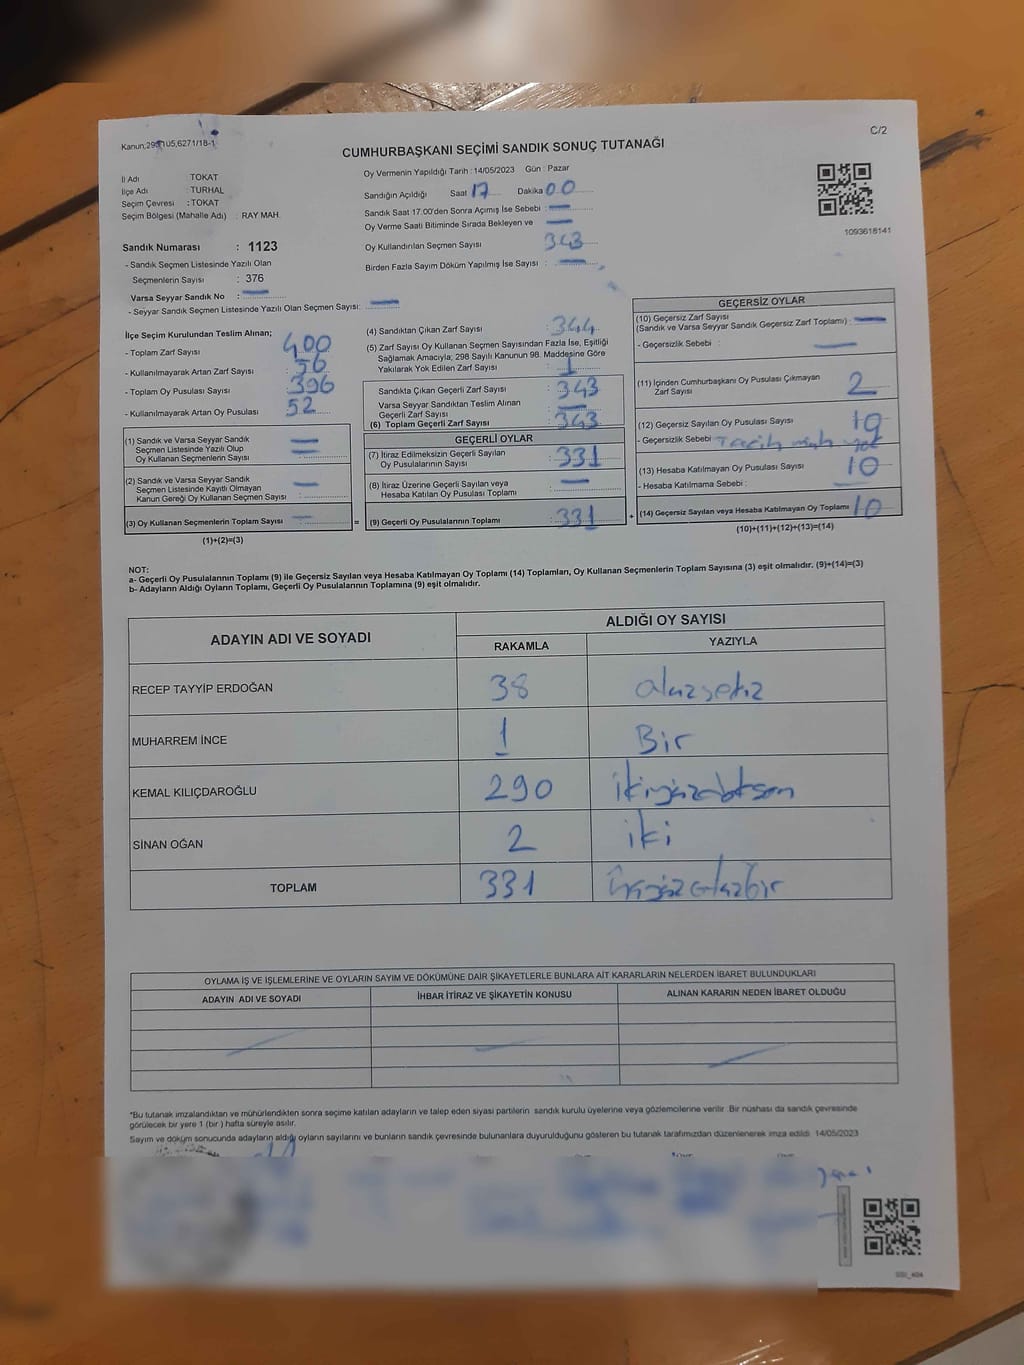 C/2
Kanun;298,105,6271/18-1
CUMHURBAŞKANI SEÇİMİ SANDIK SONUÇ TUTANAĞI
İl Adı : TOKAT
İlçe Adı : TURHAL
Seçim Çevresi : TOKAT
Seçim Bölgesi (Mahalle Adı) : RAY MAH.
Sandık Numarası : 1123
- Sandık Seçmen Listesinde Yazılı Olan
Seçmenlerin Sayısı : 376
Varsa Seyyar Sandık No :
- Seyyar Sandık Seçmen Listesinde Yazılı Olan Seçmen Sayısı:
Oy Vermenin Yapıldığı Tarih : 14/05/2023 Gün : Pazar
Sandığın Açıldığı Saat 17 Dakika 00
Sandık Saat 17.00'den Sonra Açımış İse Sebebi :
Oy Verme Saati Bitiminde Sırada Bekleyen ve
Oy Kullandırılan Seçmen Sayısı 343
Birden Fazla Sayım Döküm Yapılmış İse Sayısı :
1093618141
İlçe Seçim Kurulundan Teslim Alınan;
- Toplam Zarf Sayısı : 400
- Kullanılmayarak Artan Zarf Sayısı : 56
- Toplam Oy Pusulası Sayısı : 396
- Kullanılmayarak Artan Oy Pusulası : 52
(1) Sandık ve Varsa Seyyar Sandık
Seçmen Listesinde Yazılı Olup
Oy Kullanan Seçmenlerin Sayısı :
(2) Varsa Seyyar ve Varsa Sandık
Seçmen Listesinde Kayıtlı Olmayan
Kanun Gereği Oy Kullanan Seçmen Sayısı :
(3) Oy Kullanan Seçmenlerin Toplam Sayısı :
(1)+(2)=(3)
=
(4) Sandıktan Çıkan Zarf Sayısı : 344
(5) Zarf Sayısı Oy Kullanan Seçmen Sayısından Fazla İse, Eşitliği
Sağlamak Amacıyla; 298 Sayılı Kanunun 98. Maddesine Göre
Yakılarak Yok Edilen Zarf Sayısı : 1
Sandıkta Çıkan Geçerli Zarf Sayısı : 343
Varsa Seyyar Sandıktan Teslim Alınan
Geçerli Zarf Sayısı :
(6) Toplam Geçerli Zarf Sayısı : 343
GEÇERLİ OYLAR
(7) İtiraz Edilmeksizin Geçerli Sayılan
Oy Pusulalarının Sayısı : 331
(8) İtiraz Üzerine Geçerli Sayılan veya
Hesaba Katılan Oy Pusulası Toplamı :
(9) Geçerli Oy Pusulalarının Toplamı : 331
+
GEÇERSİZ OYLAR
(10) Geçersiz Zarf Sayısı
(Sandık ve Varsa Seyyar Sandık Geçersiz Zarf Toplamı) :
- Geçersizlik Sebebi :
(11) İçinden Cumhurbaşkanı Oy Pusulası Çıkmayan
Zarf Sayısı : 2
(12) Geçersiz Sayılan Oy Pusulası Sayısı
- Geçersizlik Sebebi
(13) Hesaba Katılmayan Oy Pusulası Sayısı : 10
- Hesaba Katılmama Sebebi :
(14) Geçersiz Sayılan veya Hesaba Katılmayan Oy Toplamı : 10
(10)+(11)+(12)+(13)=(14)
NOT:
a- Geçerli Oy Pusulalarının Toplamı (9) ile Geçersiz Sayılan veya Hesaba Katılmayan Oy Toplamı (14) Toplamları, Oy Kullanan Seçmenlerin Toplam Sayısına (3) eşit olmalıdır. (9)+(14)=(3)
b- Adayların Aldığı Oyların Toplamı, Geçerli Oy Pusulalarının Toplamına (9) eşit olmalıdır.
ADAYIN ADI VE SOYADI ALDIĞI OY SAYISI
RAKAMLA YAZIYLA
RECEP TAYYİP ERDOĞAN 38 otuzsekiz
MUHARREM İNCE 1 Bir
KEMAL KILIÇDAROĞLU 290 ikiyüzdoksan
SİNAN OĞAN 2 iki
TOPLAM 331 üçyüzotuzbir
OYLAMA İŞ VE İŞLEMLERİNE VE OYLARIN SAYIM VE DÖKÜMÜNE DAİR ŞİKAYETLERLE BUNLARA AİT KARARLARIN NELERDEN İBARET BULUNDUKLARI
ADAYIN ADI VE SOYADI İHBAR İTİRAZ VE ŞİKAYETİN KONUSU ALINAN KARARIN NEDEN İBARET OLDUĞU
*Bu tutanak imzalandıktan ve mühürlendikten sonra seçime katılan adayların ve talep eden siyasi partilerin sandık kurulu üyelerine veya gözlemcilerine verilir. Bir nüshası da sandık çevresinde
görülecek bir yere 1 (bir) hafta süreyle asılır.
Sayım ve döküm sonucunda adayların aldığı oyların sayılarını ve bunların sandık çevresinde bulunanlara duyurulduğunu gösteren bu tutanak tarafımızdan düzenlenerek imza edildi. 14/05/2023